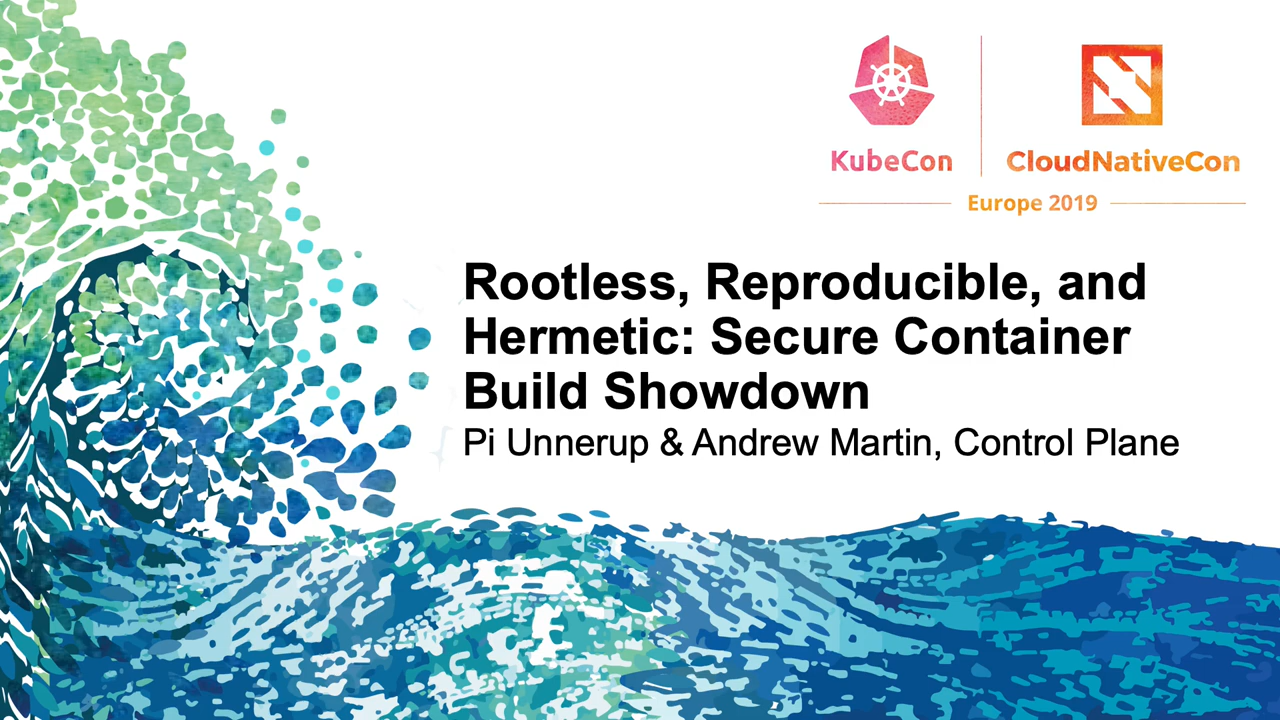 KubeCon
CloudNativeCon
Europe 2019
Rootless, Reproducible, and
Hermetic: Secure Container
Build Showdown
Pi Unnerup & Andrew Martin, Control Plane